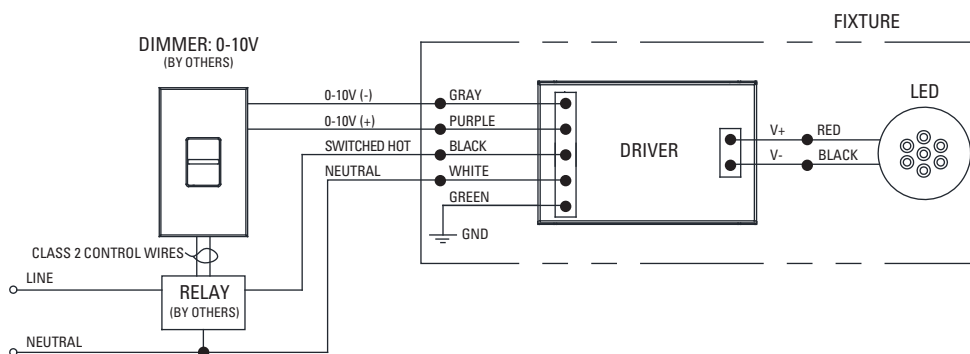 FIXTURE
DIMMER: 0-10V
(BY OTHERS)
0-10V (-)
GRAY
0-10V (+)
PURPLE
SWITCHED HOT
BLACK
NEUTRAL
WHITE
GREEN
GND
DRIVER
LED
V+
RED
V-
BLACK
CLASS 2 CONTROL WIRES
LINE
RELAY
(BY OTHERS)
NEUTRAL